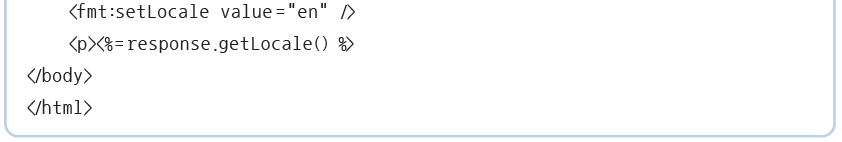 <fmt:setLocale value="en" />
<p><%=response.getLocale() %>
</body>
</html>